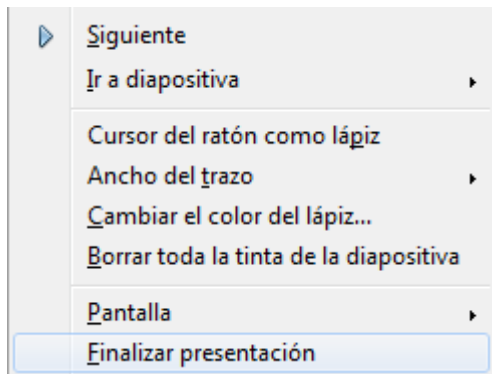 Siguiente
Ir a diapositiva
Cursor del ratón como lápiz
Ancho del trazo
Cambiar el color del lápiz...
Borrar toda la tinta de la diapositiva
Pantalla
Finalizar presentación